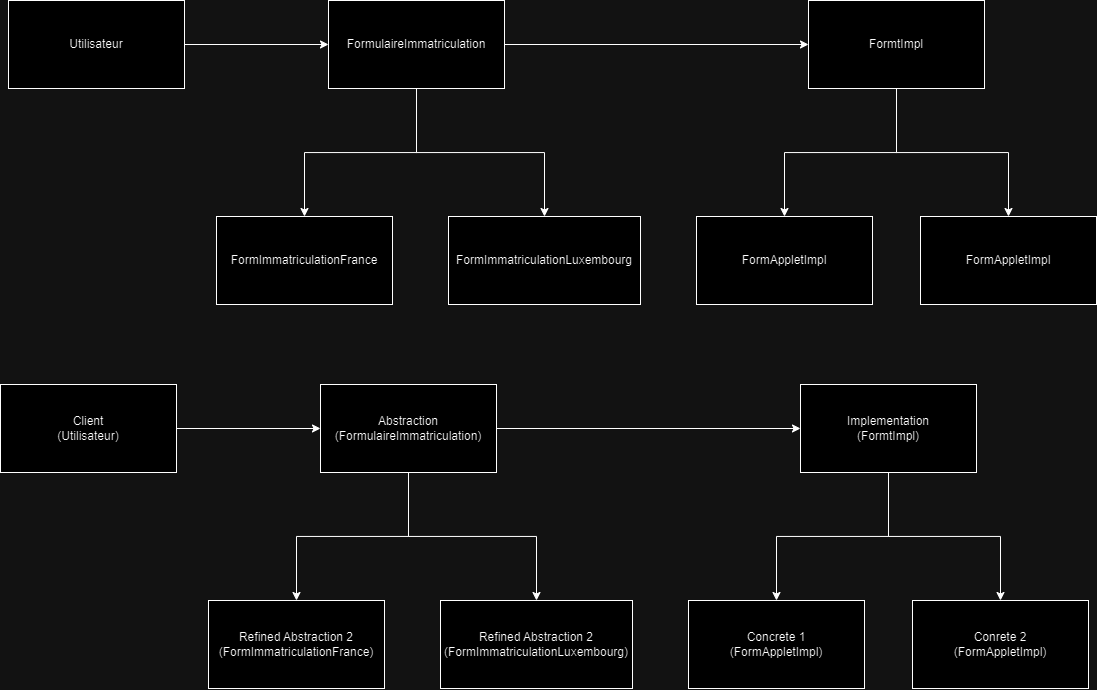 Utilisateur
FormulaireImmatriculation
FormtImpl
FormImmatriculationFrance
FormImmatriculationLuxembourg
FormAppletImpl
FormAppletImpl
Client
(Utilisateur)
Abstraction
(FormulaireImmatriculation)
Implementation
(FormtImpl)
Refined Abstraction 2
(FormImmatriculationFrance)
Refined Abstraction 2
(FormImmatriculationLuxembourg)
Concrete 1
(FormAppletImpl)
Conrete 2
(FormAppletImpl)